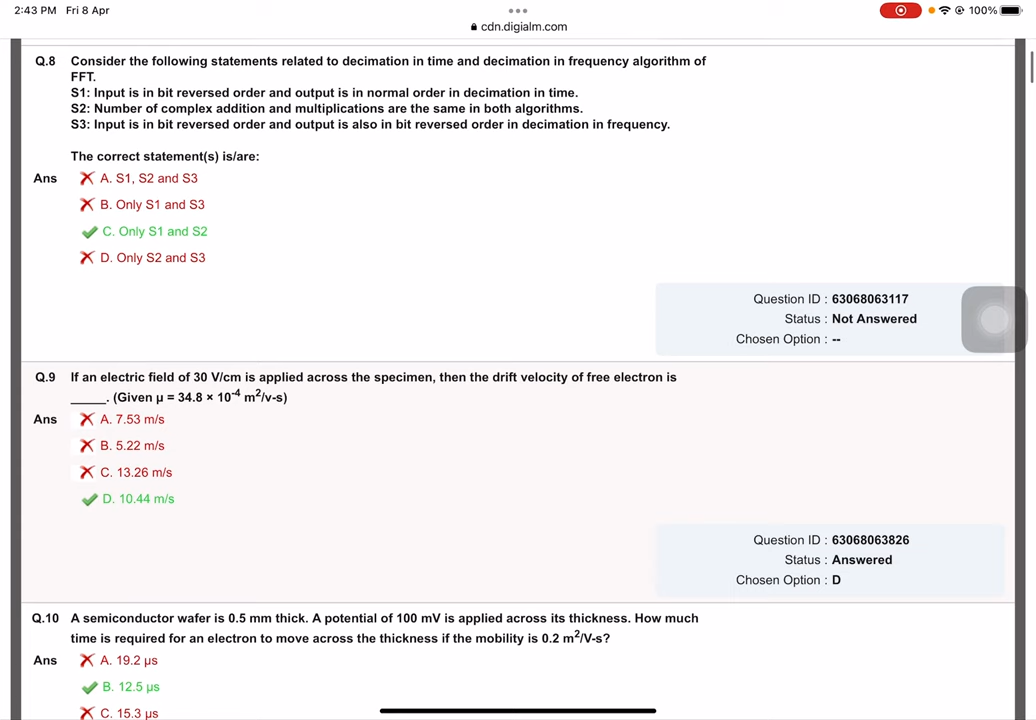 2:43 PM Fri 8 Apr
100%
cdn.digialm.com
Q.8 Consider the following statements related to decimation in time and decimation in frequency algorithm of
FFT.
S1: Input is in bit reversed order and output is in normal order in decimation in time.
S2: Number of complex addition and multiplications are the same in both algorithms.
S3: Input is in bit reversed order and output is also in bit reversed order in decimation in frequency.
The correct statement(s) is/are:
Ans A. S1, S2 and S3
B. Only S1 and S3
C. Only S1 and S2
D. Only S2 and S3
Question ID : 63068063117
Status : Not Answered
Chosen Option : --
Q.9 If an electric field of 30 V/cm is applied across the specimen, then the drift velocity of free electron is
_____. (Given μ = 34.8 × 10⁻⁴ m²/v-s)
Ans A. 7.53 m/s
B. 5.22 m/s
C. 13.26 m/s
D. 10.44 m/s
Question ID : 63068063826
Status : Answered
Chosen Option : D
Q.10 A semiconductor wafer is 0.5 mm thick. A potential of 100 mV is applied across its thickness. How much
time is required for an electron to move across the thickness if the mobility is 0.2 m²/V-s?
Ans A. 19.2 μs
B. 12.5 μs
C. 15.3 μs